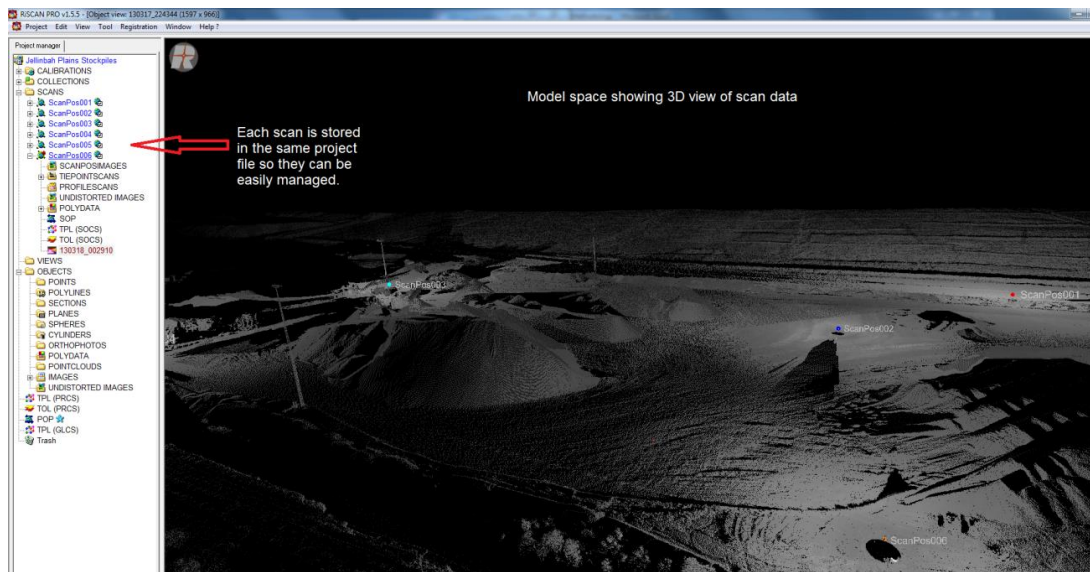 RiSCAN PRO v1.5.5 - [Object view: 130317_224344 (1597 x 966)]
Project Edit View Tool Registration Window Help ?
Project manager
Jellinbah Plains Stockpiles
CALIBRATIONS
COLLECTIONS
SCANS
ScanPos001
ScanPos002
ScanPos003
ScanPos004
ScanPos005
ScanPos006
SCANPOSIMAGES
TIEPOINTSCANS
PROFILESCANS
UNDISTORTED IMAGES
POLYDATA
SOP
TPL (SOCS)
TOL (SOCS)
130318_002910
VIEWS
OBJECTS
POINTS
POLYLINES
SECTIONS
PLANES
SPHERES
CYLINDERS
ORTHOPHOTOS
POLYDATA
POINTCLOUDS
IMAGES
UNDISTORTED IMAGES
TPL (PRCS)
TOL (PRCS)
POP
TPL (GLCS)
Trash
Model space showing 3D view of scan data
Each scan is stored
in the same project
file so they can be
easily managed.
ScanPos003
ScanPos001
ScanPos002
ScanPos006